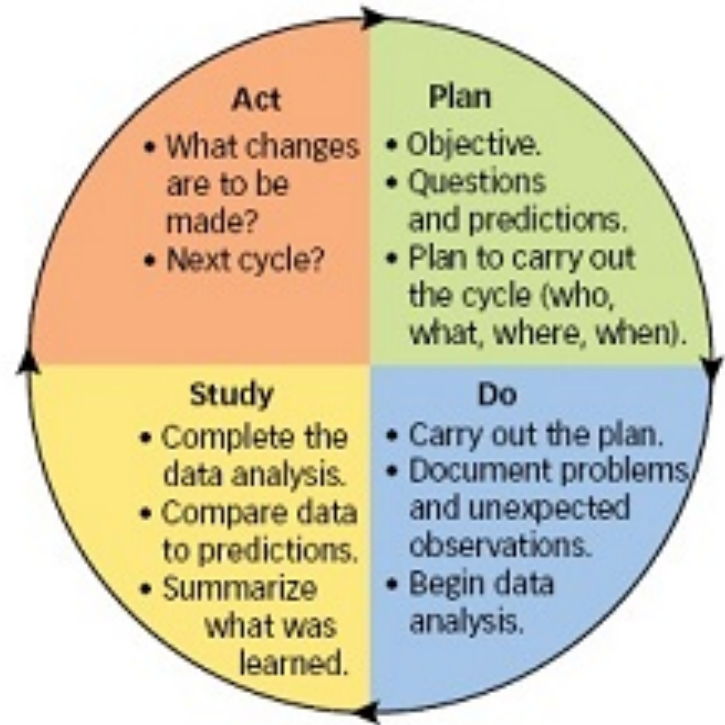 Act
• What changes
are to be
made?
• Next cycle?
Plan
• Objective.
• Questions
and predictions.
• Plan to carry out
the cycle (who,
what, where, when).
Study
• Complete the
data analysis.
• Compare data
to predictions.
• Summarize
what was
learned.
Do
• Carry out the plan.
• Document problems
and unexpected
observations.
• Begin data
analysis.